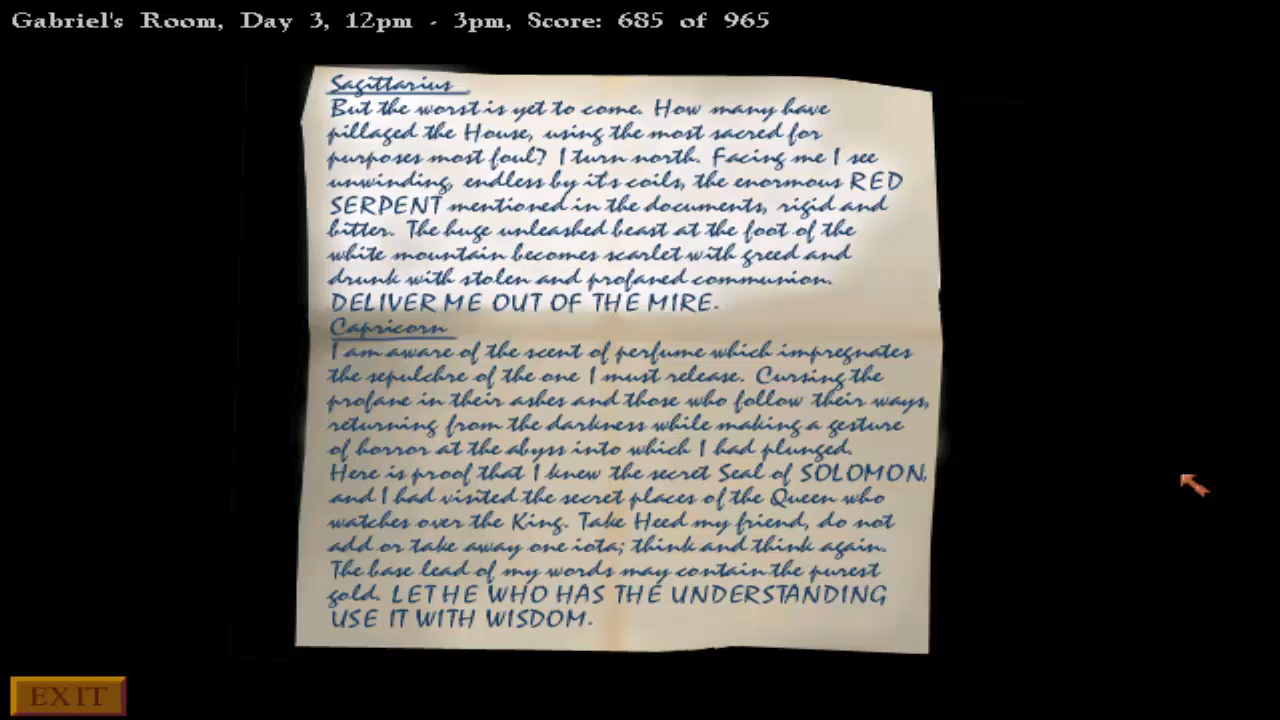 Gabriel's Room, Day 3, 12pm - 3pm, Score: 685 of 965
Sagittarius
But the worst is yet to come. How many have
pillaged the House, using the most sacred for
purposes most foul? I turn north. Facing me I see
unwinding, endless by it's coils, the enormous RED
SERPENT mentioned in the documents, rigid and
bitter. The huge unleashed beast at the foot of the
white mountain becomes scarlet with greed and
drunk with stolen and profaned communion.
DELIVER ME OUT OF THE MIRE.
Capricorn
I am aware of the scent of perfume which impregnates
the sepulchre of the one I must release. Cursing the
profane in their ashes and those who follow their ways,
returning from the darkness while making a gesture
of horror at the abyss into which I had plunged.
Here is proof that I knew the secret Seal of SOLOMON,
and I had visited the secret places of the Queen who
watches over the King. Take Heed my friend, do not
add or take away one iota; think and think again.
The base lead of my words may contain the purest
gold. LET HE WHO HAS THE UNDERSTANDING
USE IT WITH WISDOM.
EXIT